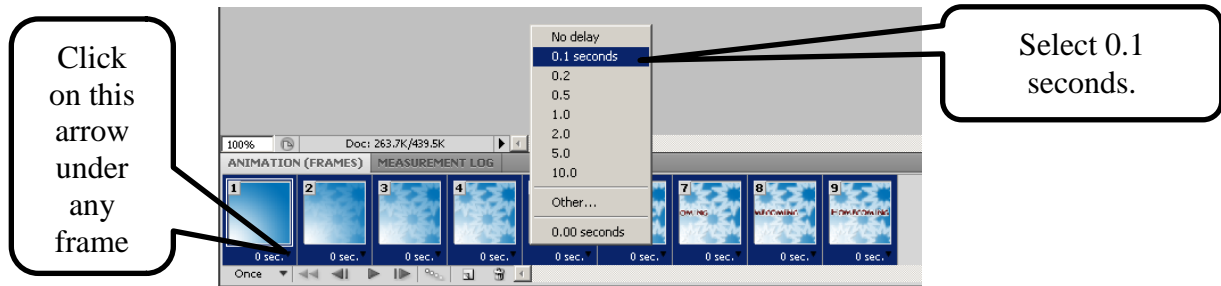 Click
on this
arrow
under
any
frame
No delay
0.1 seconds
0.2
0.5
1.0
2.0
5.0
10.0
Other...
0.00 seconds
Select 0.1
seconds.
100% Doc: 263.7K/439.5K
ANIMATION (FRAMES) MEASUREMENT LOG
1 2 3 4 7 8 9
OMING MECOMING HOMECOMING
0 sec. 0 sec. 0 sec. 0 sec. 0 sec. 0 sec. 0 sec. 0 sec. 0 sec.
Once